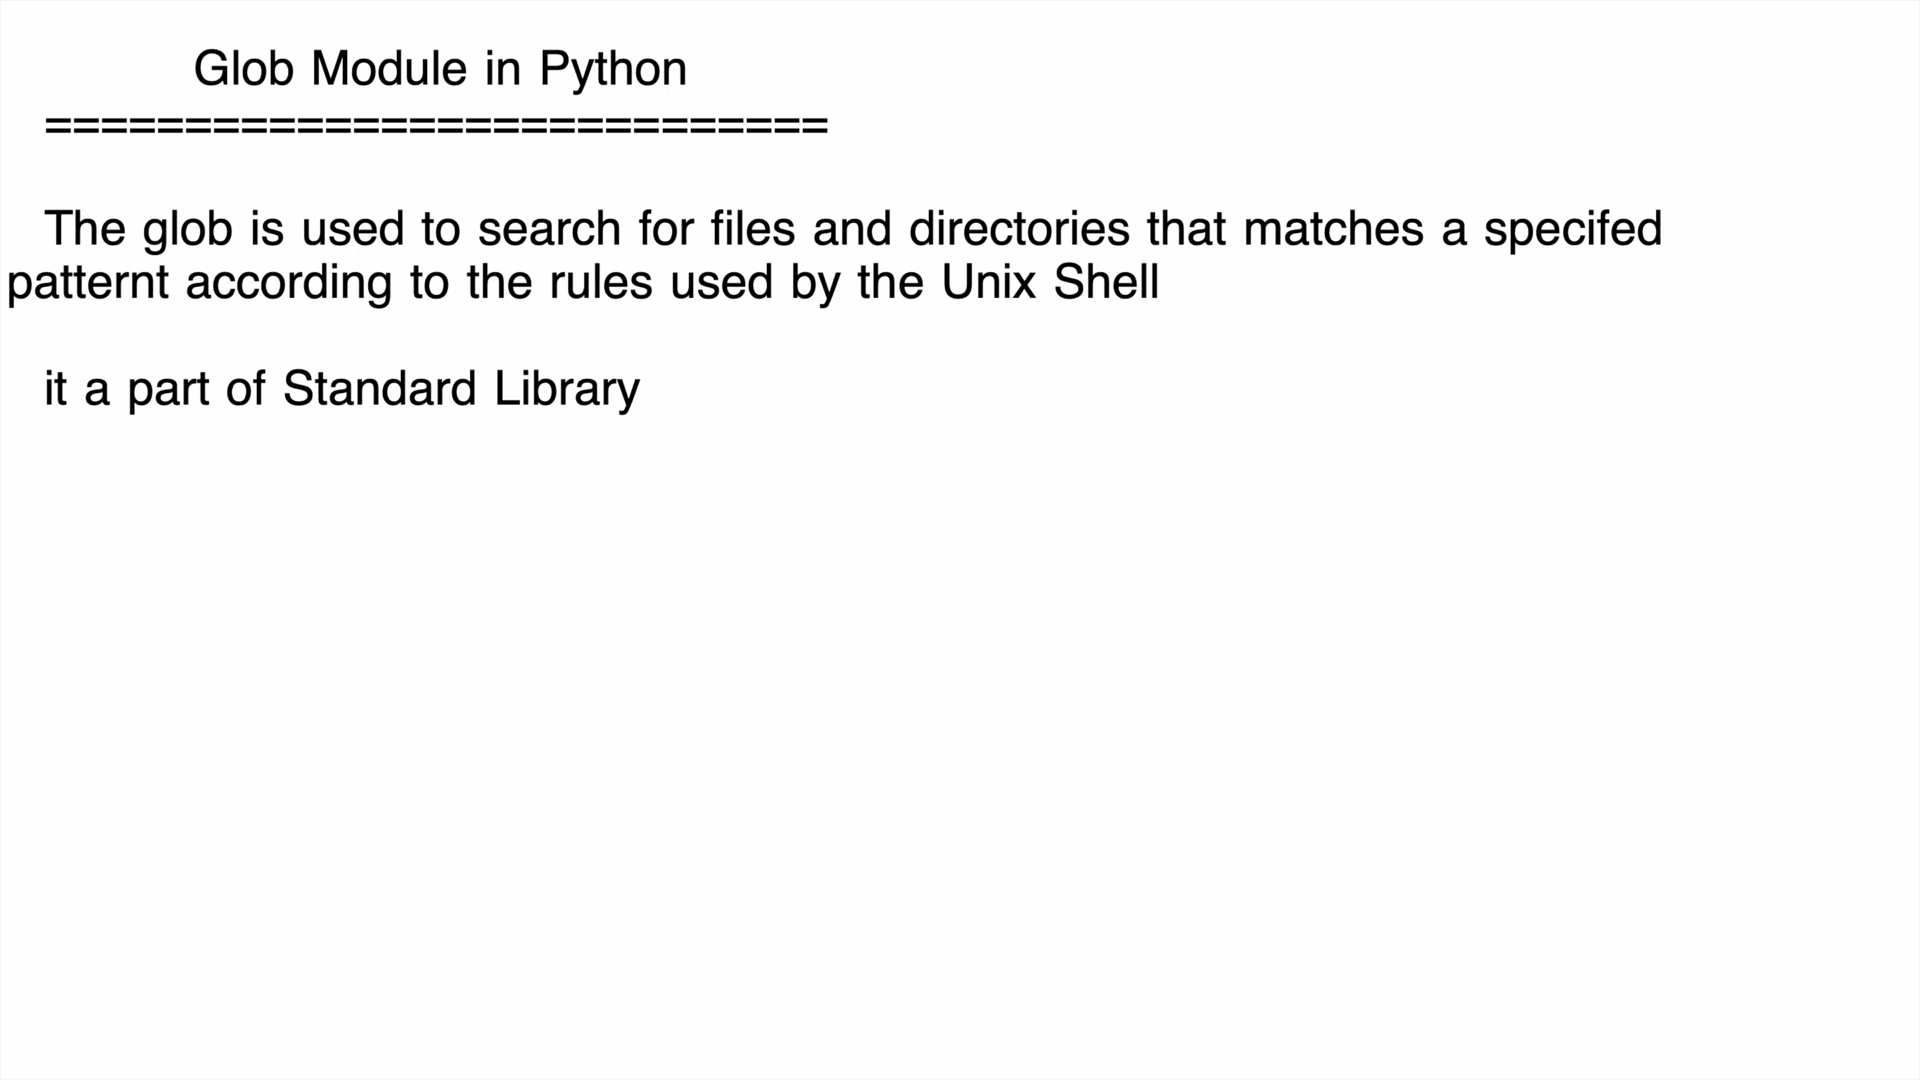 Glob Module in Python
============================
The glob is used to search for files and directories that matches a specifed
patternt according to the rules used by the Unix Shell
it a part of Standard Library